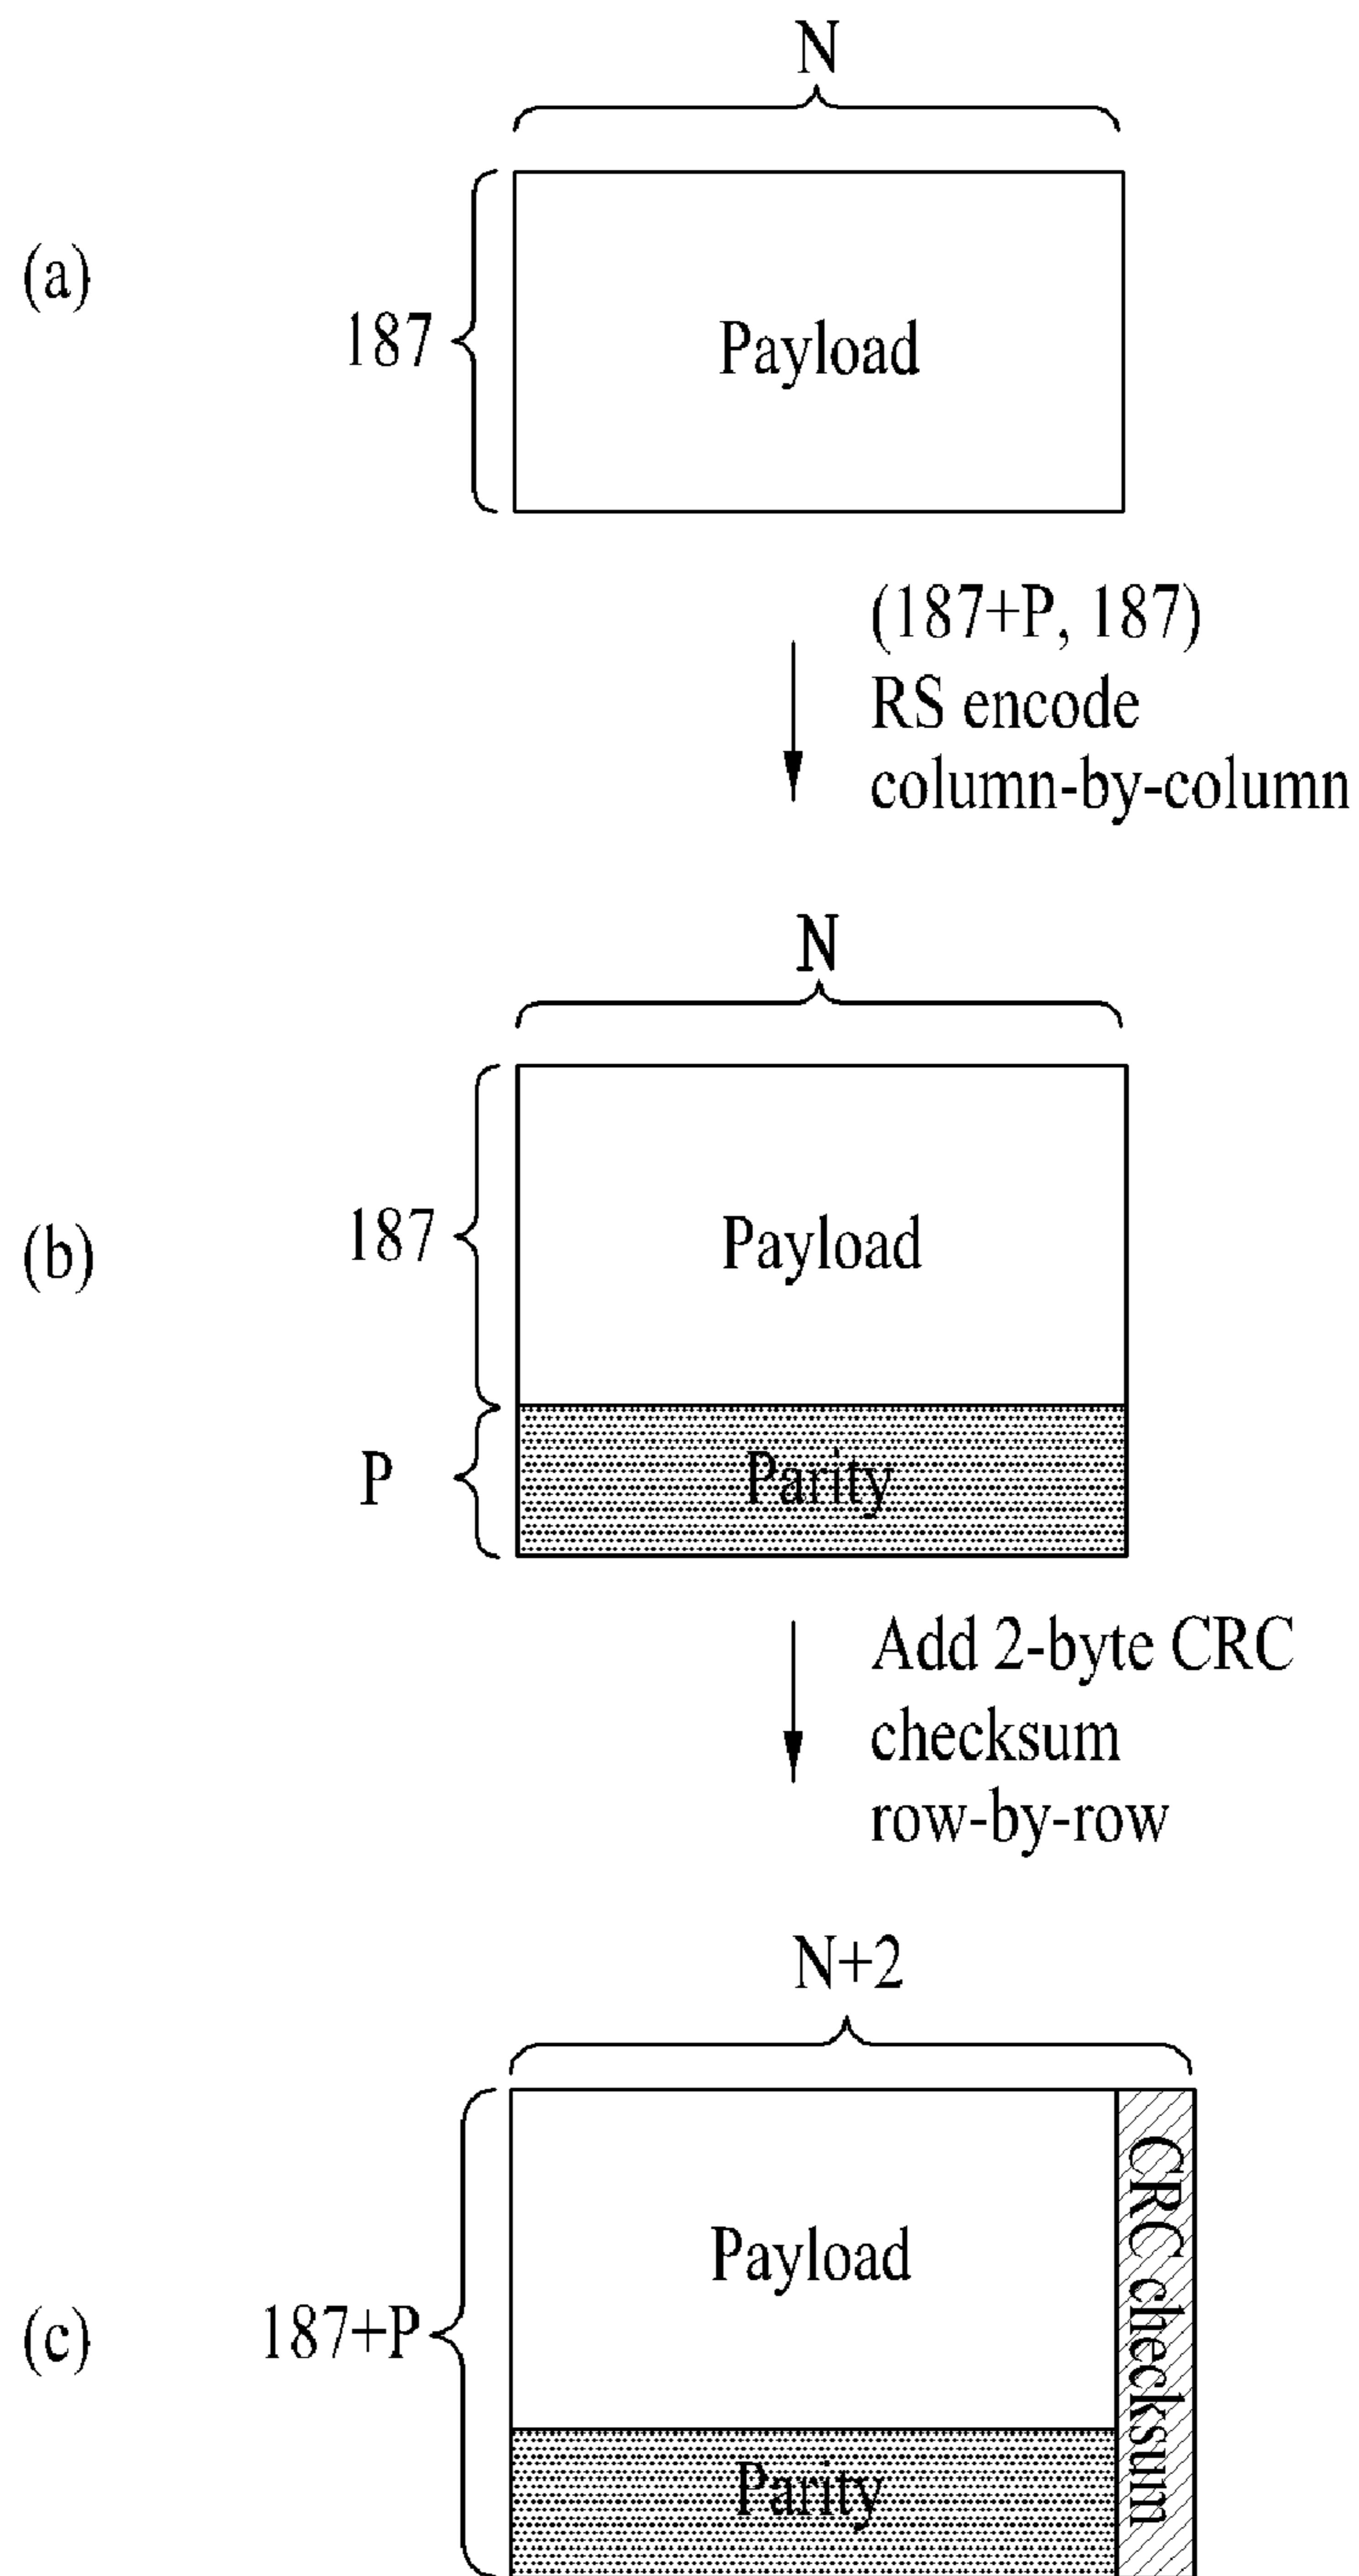 N
(a)
187
Payload
(187+P, 187)
RS encode
column-by-column
N
187
Payload
(b)
P
Parity
Add 2-byte CRC
checksum
row-by-row
N+2
Payload
CRC checksum
(c)
187+P
Parity